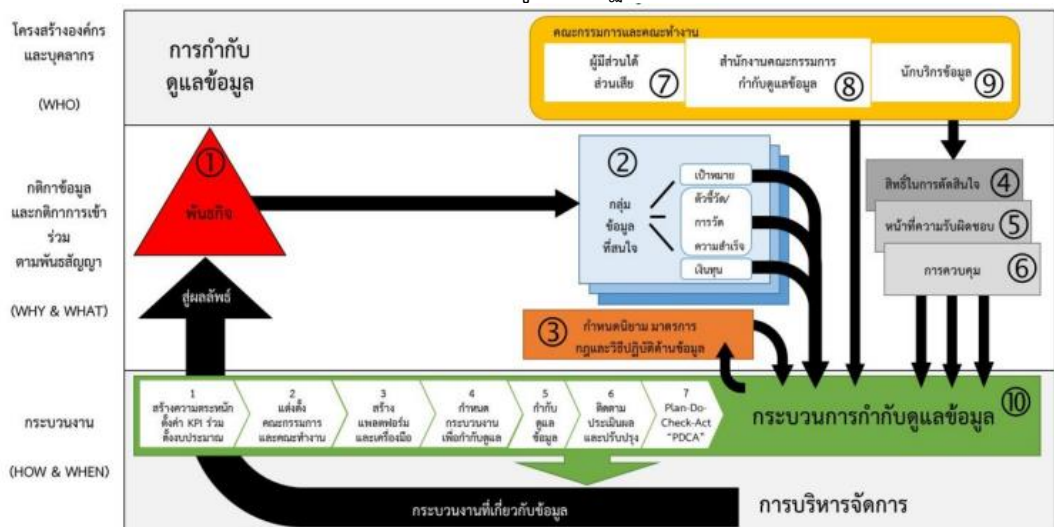 โครงสร้างองค์กร
และบุคลากร
(WHO)
การกำกับ
ดูแลข้อมูล
คณะกรรมการและคณะทำงาน
ผู้มีส่วนได้
ส่วนเสีย
⑦
สำนักงานคณะกรรมการ
กำกับดูแลข้อมูล
⑧
นักบริกรข้อมูล
⑨
กติกาข้อมูล
และกติกาการเข้า
ร่วม
ตามพันธสัญญา
(WHY & WHAT)
①
พันธกิจ
สู่ผลลัพธ์
②
กลุ่ม
ข้อมูล
ที่สนใจ
เป้าหมาย
ตัวชี้วัด/
การวัด
ความสำเร็จ
เงินทุน
③
กำหนดนิยาม มาตรการ
กฎและวิธีปฏิบัติด้านข้อมูล
สิทธิ์ในการตัดสินใจ ④
หน้าที่ความรับผิดชอบ ⑤
การควบคุม ⑥
กระบวนงาน
(HOW & WHEN)
1
สร้างความตระหนัก
ตั้งค่า KPI ร่วม
ตั้งงบประมาณ
2
แต่งตั้ง
คณะกรรมการ
และคณะทำงาน
3
สร้าง
แพลตฟอร์ม
และเครื่องมือ
4
กำหนด
กระบวนงาน
เพื่อกำกับดูแล
5
กำกับ
ดูแล
ข้อมูล
6
ติดตาม
ประเมินผล
และปรับปรุง
7
Plan-Do-
Check-Act
"PDCA"
กระบวนการกำกับดูแลข้อมูล ⑩
กระบวนงานที่เกี่ยวกับข้อมูล
การบริหารจัดการ